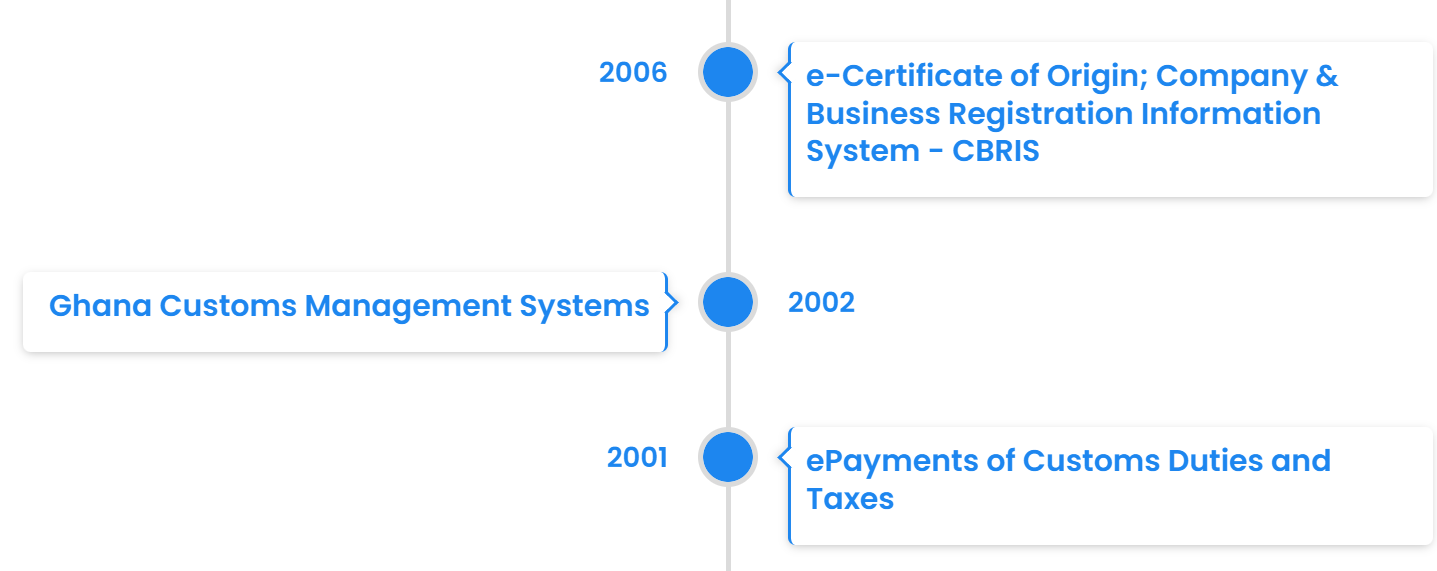 2006
e-Certificate of Origin; Company &
Business Registration Information
System - CBRIS
Ghana Customs Management Systems
2002
2001
ePayments of Customs Duties and
Taxes